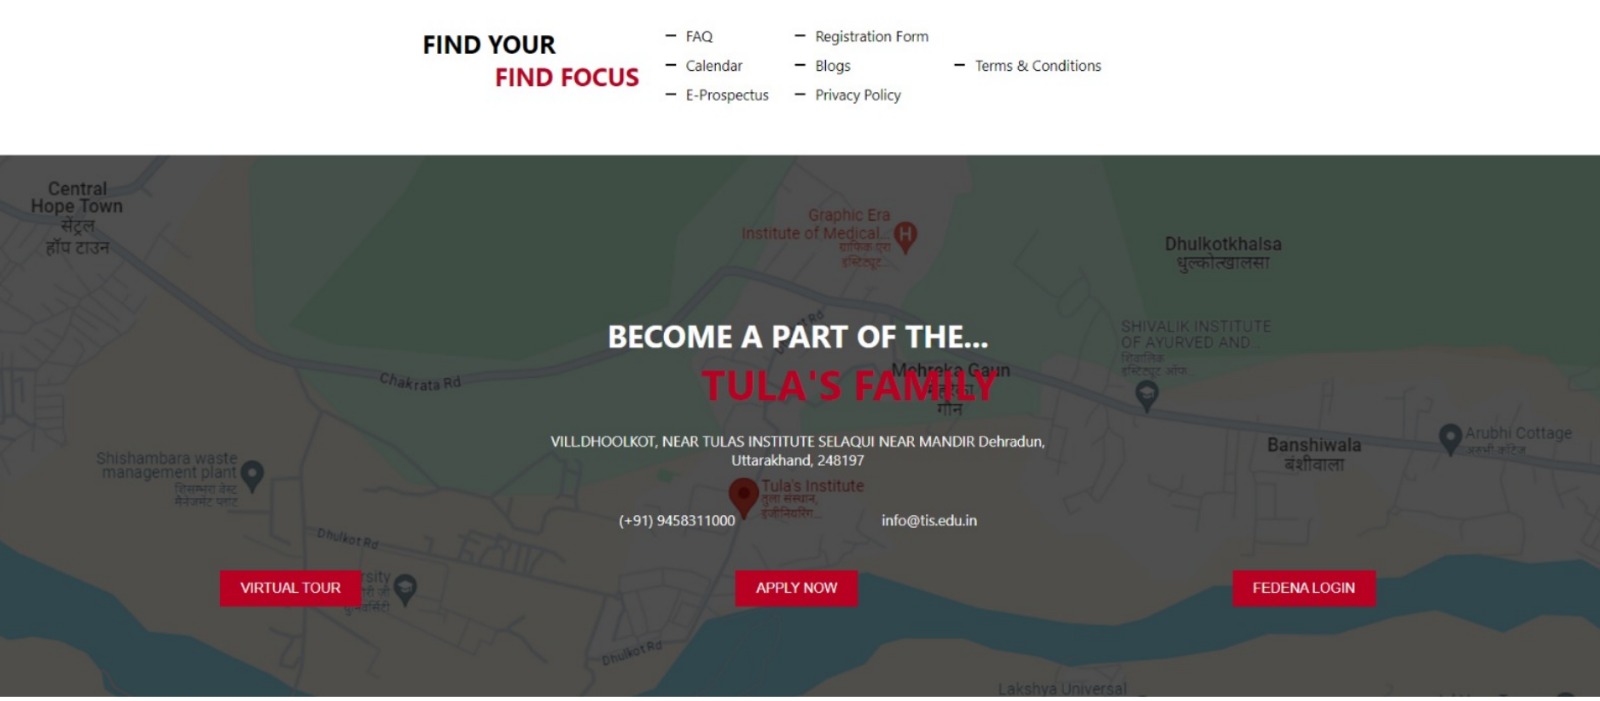 FIND YOUR
FIND FOCUS
FAQ
Calendar
E-Prospectus
Registration Form
Blogs
Privacy Policy
Terms & Conditions
Central
Hope Town
सेंट्रल
हॉप टाउन
Graphic Era
Institute of Medical...
ग्राफिक एरा
इंस्टिट्यूट...
Dhulkotkhalsa
धुल्कोटखालसा
SHIVALIK INSTITUTE
OF AYURVED AND...
शिवालिक
इंस्टिट्यूट ऑफ...
Chakrata Rd
Rd
BECOME A PART OF THE...
TULA'S FAMILY
Mehreka Gaun
गाँन
VILL.DHOOLKOT, NEAR TULAS INSTITUTE SELAQUI NEAR MANDIR Dehradun,
Uttarakhand, 248197
Banshiwala
बंशीवाला
Arubhi Cottage
अरुभी कॉटेज
Shishambara waste
management plant
शिसम्बरा वेस्ट
मैनेजमेंट प्लांट
Tula's Institute
तुला संस्थान,
इंजीनियरिंग...
(+91) 9458311000
info@tis.edu.in
Dhulkot Rd
VIRTUAL TOUR
rsity
APPLY NOW
FEDENA LOGIN
Dhulkot Rd
Lakshya Universal